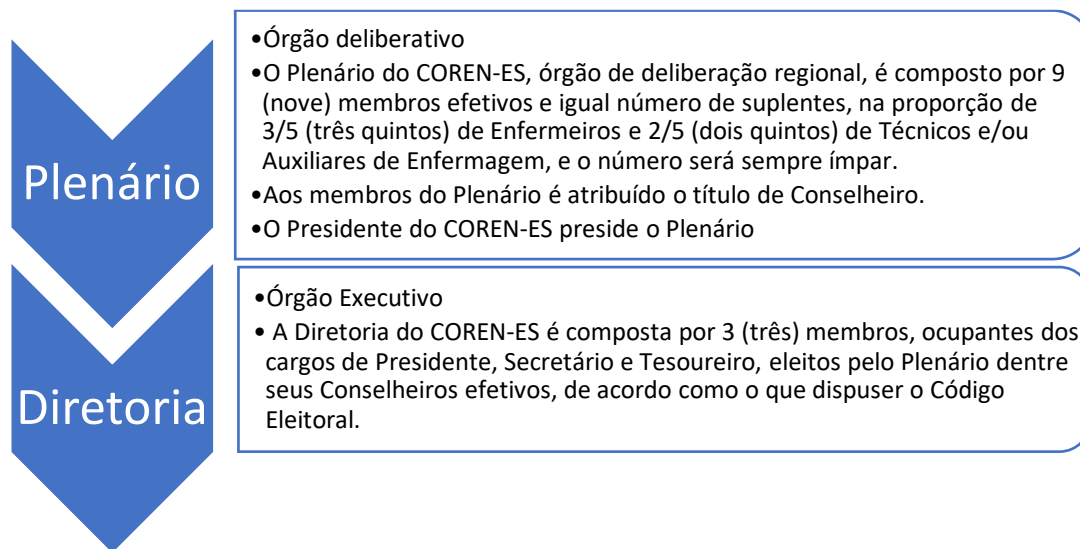 Plenário
•Órgão deliberativo
•O Plenário do COREN-ES, órgão de deliberação regional, é composto por 9
(nove) membros efetivos e igual número de suplentes, na proporção de
3/5 (três quintos) de Enfermeiros e 2/5 (dois quintos) de Técnicos e/ou
Auxiliares de Enfermagem, e o número será sempre ímpar.
•Aos membros do Plenário é atribuído o título de Conselheiro.
•O Presidente do COREN-ES preside o Plenário
Diretoria
•Órgão Executivo
• A Diretoria do COREN-ES é composta por 3 (três) membros, ocupantes dos
cargos de Presidente, Secretário e Tesoureiro, eleitos pelo Plenário dentre
seus Conselheiros efetivos, de acordo como o que dispuser o Código
Eleitoral.